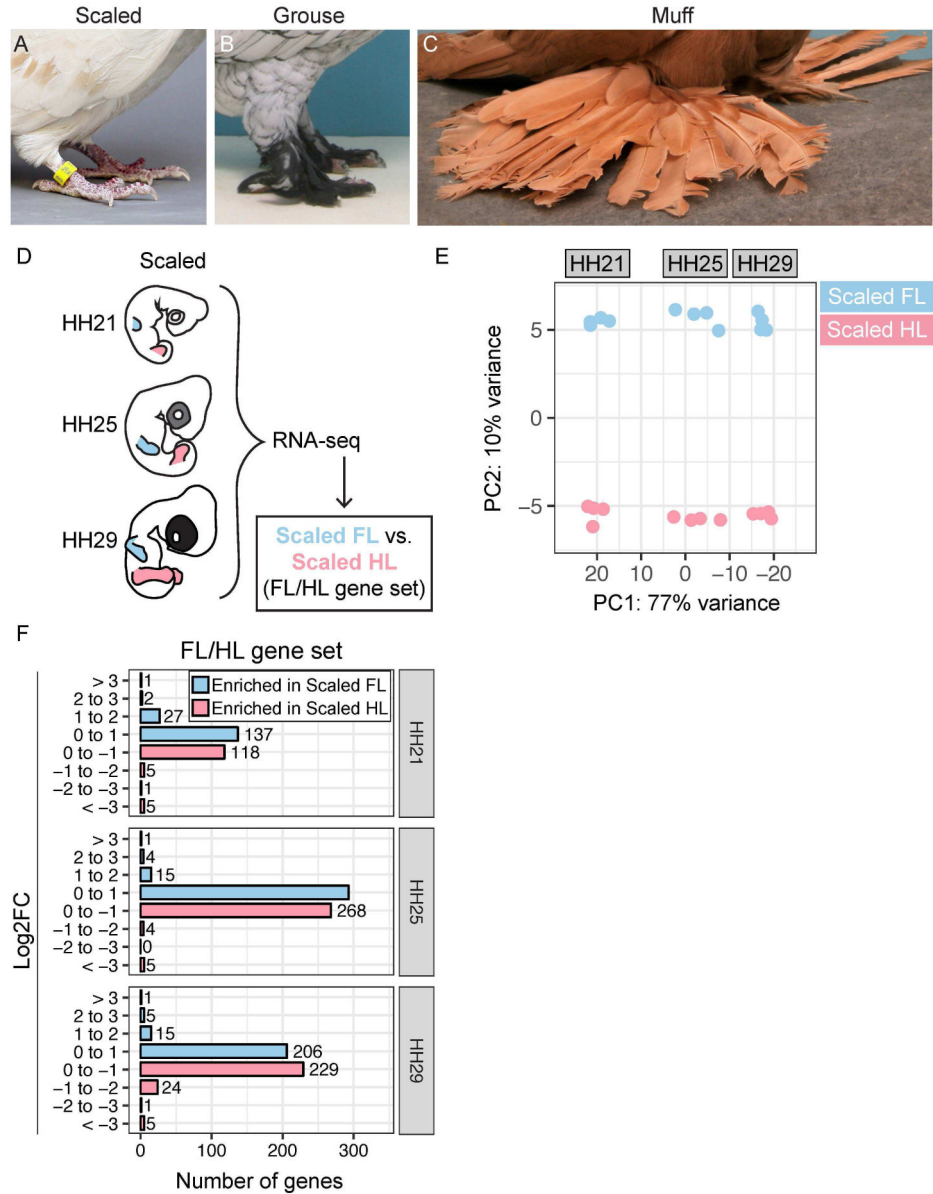 Scaled
Grouse
Muff
A
B
C
D
Scaled
HH21
HH25
HH29
RNA-seq
Scaled FL vs.
Scaled HL
(FL/HL gene set)
E
HH21 HH25 HH29
Scaled FL
Scaled HL
PC2: 10% variance
5
0
−5
20 10 0 −10 −20
PC1: 77% variance
F
FL/HL gene set
Enriched in Scaled FL
Enriched in Scaled HL
Log2FC
> 3 1
2 to 3 2
1 to 2 27
0 to 1 137
0 to −1 118
−1 to −2 5
−2 to −3 1
< −3 5
HH21
> 3 1
2 to 3 4
1 to 2 15
0 to 1
0 to −1 268
−1 to −2 4
−2 to −3 0
< −3 5
HH25
> 3 1
2 to 3 5
1 to 2 15
0 to 1 206
0 to −1 229
−1 to −2 24
−2 to −3 1
< −3 5
HH29
0 100 200 300
Number of genes